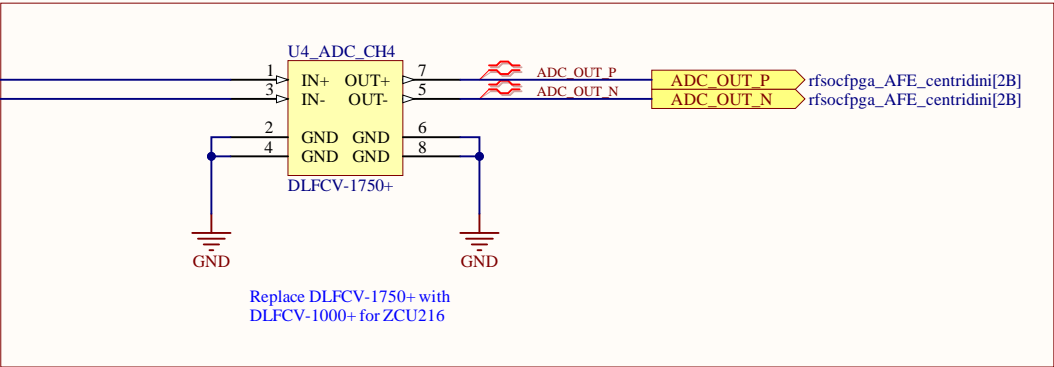 U4_ADC_CH4
1 IN+ OUT+ 7 ADC_OUT_P ADC_OUT_P rfsocfpga_AFE_centridini[2B]
3 IN- OUT- 5 ADC_OUT_N ADC_OUT_N rfsocfpga_AFE_centridini[2B]
2 GND GND 6
4 GND GND 8
DLFCV-1750+
GND GND
Replace DLFCV-1750+ with
DLFCV-1000+ for ZCU216